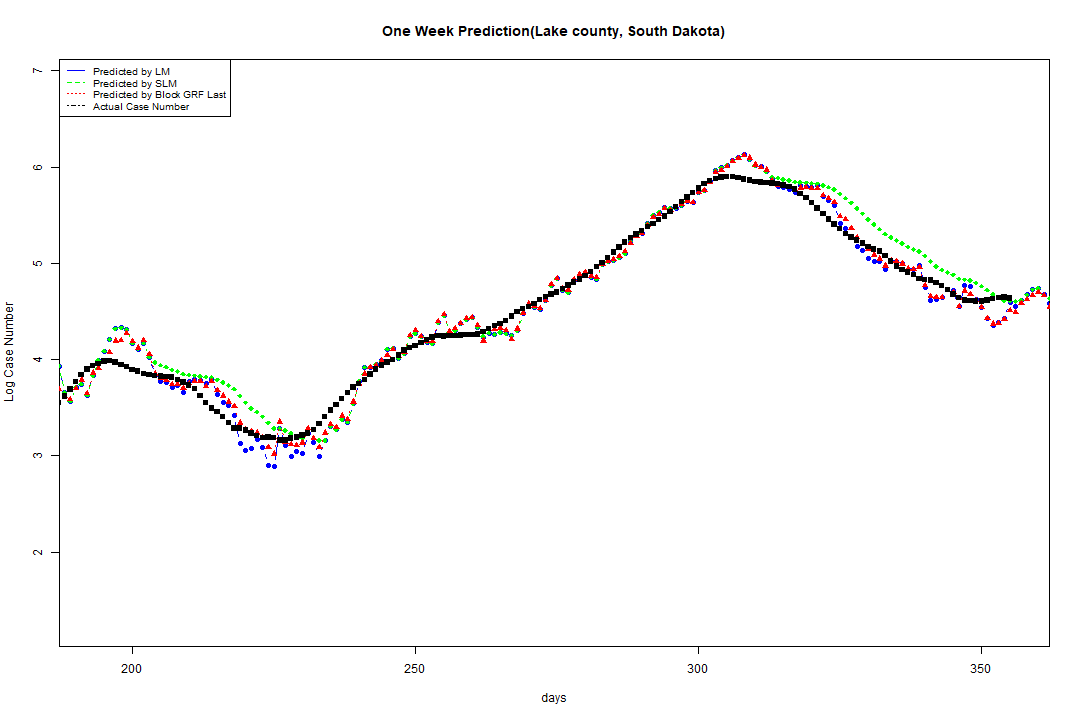 One Week Prediction(Lake county, South Dakota)
Predicted by LM
Predicted by SLM
Predicted by Block GRF Last
Actual Case Number
7
6
5
4
3
2
Log Case Number
200
250
300
350
days